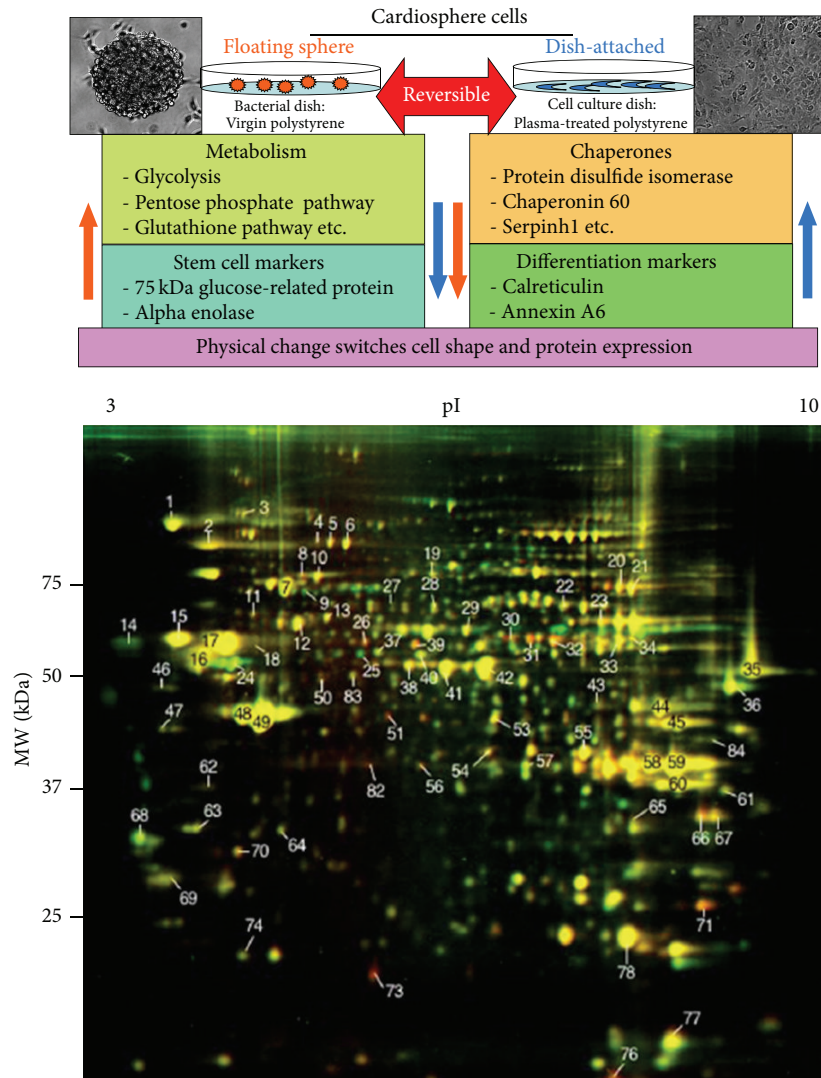 Cardiosphere cells
Floating sphere
Dish-attached
Reversible
Bacterial dish:
Virgin polystyrene
Cell culture dish:
Plasma-treated polystyrene
Metabolism
- Glycolysis
- Pentose phosphate pathway
- Glutathione pathway etc.
Chaperones
- Protein disulfide isomerase
- Chaperonin 60
- Serpinh1 etc.
Stem cell markers
- 75 kDa glucose-related protein
- Alpha enolase
Differentiation markers
- Calreticulin
- Annexin A6
Physical change switches cell shape and protein expression
3 pI 10
MW (kDa)
75
50
37
25
1
3
2
4 5 6
8 10
19
20 21
7
9
11
13
27
28
22
23
14
15
12
26
29
30
17
16
18
24
37
39
25
31
32
33
34
35
46
50
83
38
40
41
42
43
36
47
48
49
51
53
44
45
84
62
82
56
54
57
55
58
59
60
61
68
63
64
65
66 67
70
69
71
74
73
78
77
76